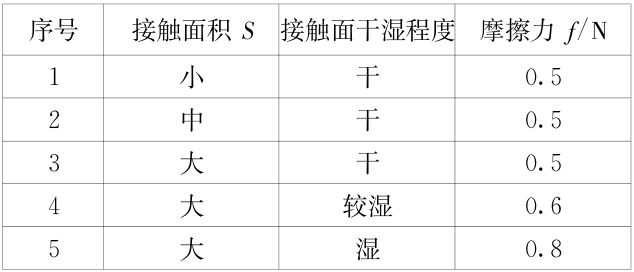 序号 接触面积 S 接触面干湿程度 摩擦力 f/N
1 小 干 0.5
2 中 干 0.5
3 大 干 0.5
4 大 较湿 0.6
5 大 湿 0.8